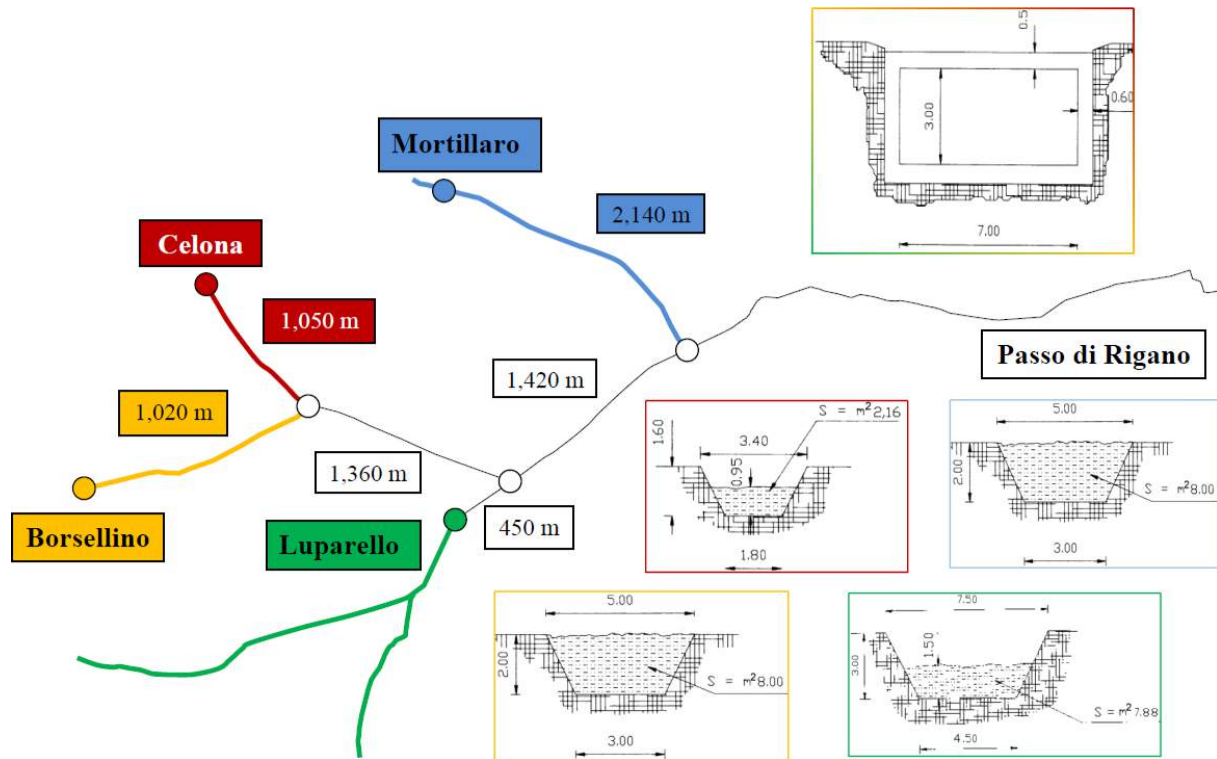 0.5
3.00
0.60
7.00
Mortillaro
2,140 m
Celona
1,050 m
1,020 m
1,420 m
Passo di Rigano
1,360 m
Borsellino
Luparello
450 m
S = m² 2,16
3.40
1.60
0.95
1.80
5.00
2.00
S = m² 8.00
3.00
5.00
2.00
S = m² 8.00
3.00
7.50
1.50
3.00
S = m² 7.88
4.50